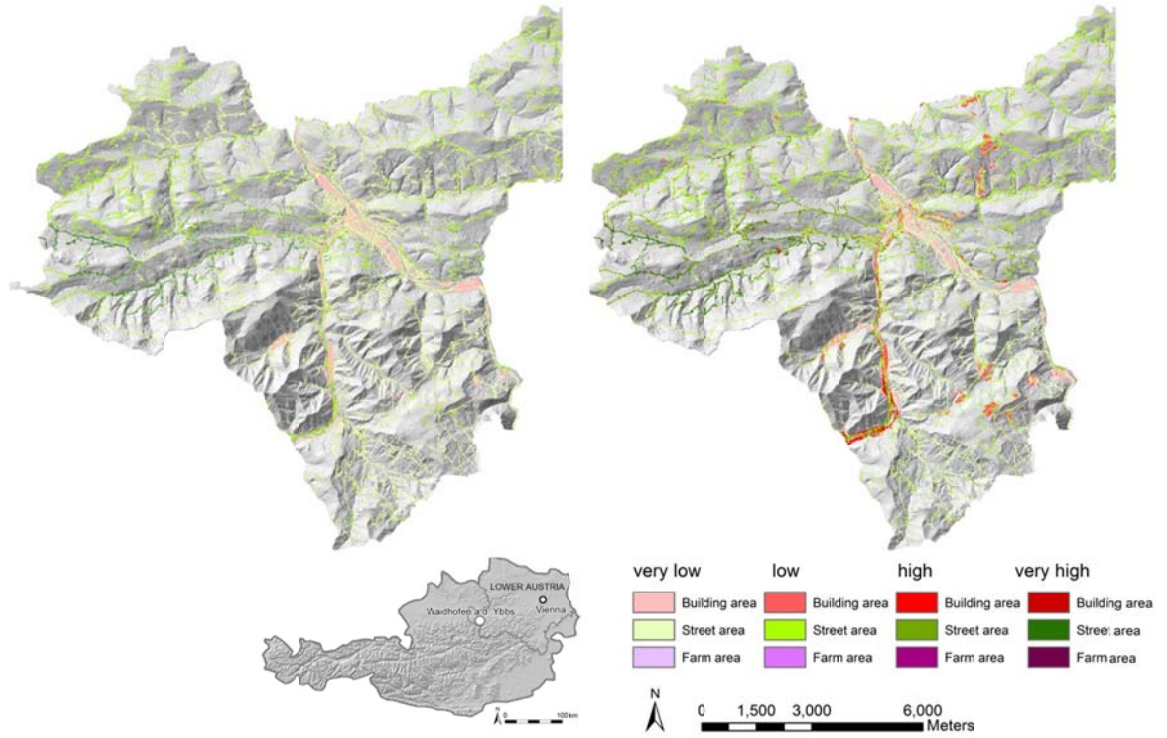 very low low high very high
Building area Building area Building area Building area
Street area Street area Street area Street area
Farm area Farm area Farm area Farm area
LOWER AUSTRIA
Waidhofen a.d. Ybbs
Vienna
N
0 100km
N
0 1,500 3,000 6,000
Meters